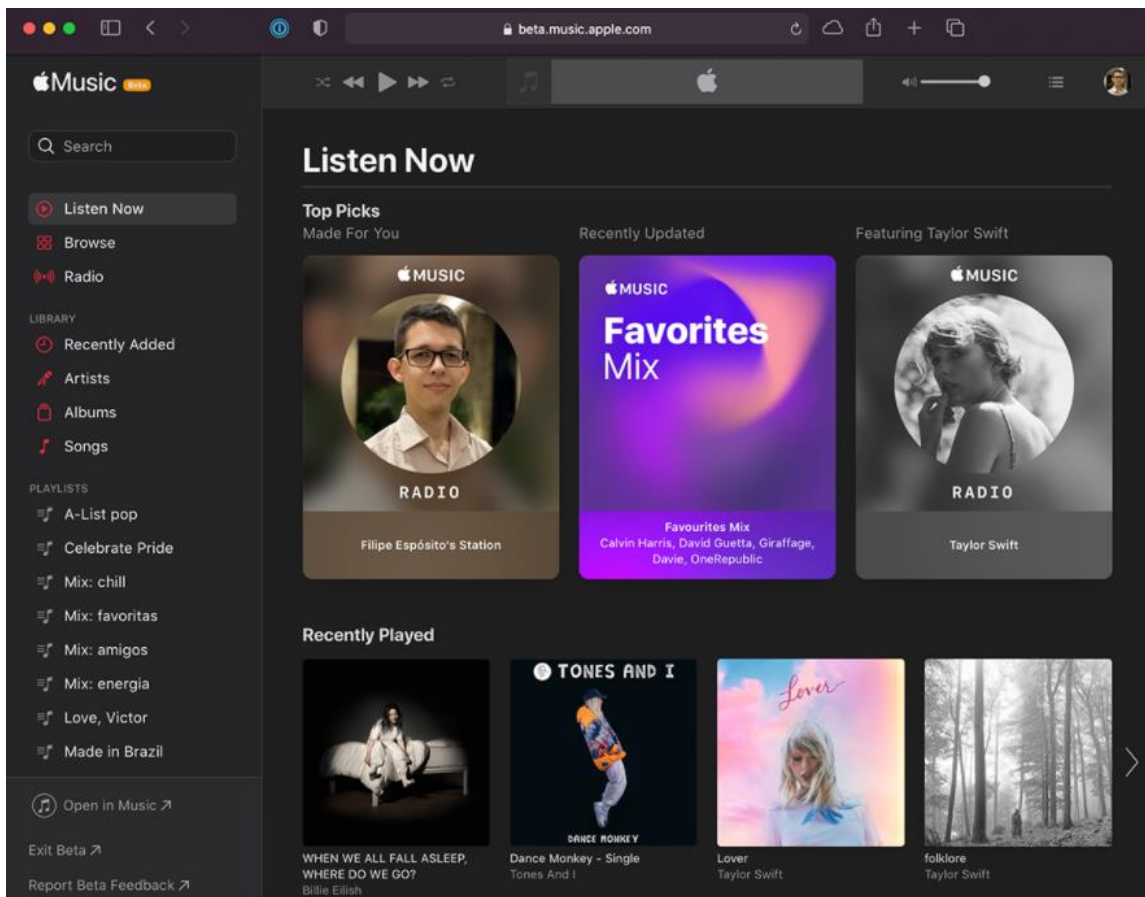 beta.music.apple.com
Music Beta
Search
Listen Now
Browse
Radio
LIBRARY
Recently Added
Artists
Albums
Songs
PLAYLISTS
A-List pop
Celebrate Pride
Mix: chill
Mix: favoritas
Mix: amigos
Mix: energia
Love, Victor
Made in Brazil
Open in Music ↗
Exit Beta ↗
Report Beta Feedback ↗
Listen Now
Top Picks
Made For You
MUSIC
RADIO
Filipe Espósito's Station
Recently Updated
MUSIC
Favorites
Mix
Favourites Mix
Calvin Harris, David Guetta, Giraffage,
Davie, OneRepublic
Featuring Taylor Swift
MUSIC
RADIO
Taylor Swift
Recently Played
WHEN WE ALL FALL ASLEEP,
WHERE DO WE GO?
Billie Eilish
TONES AND I
DANCE MONKEY
Dance Monkey - Single
Tones And I
Lover
Lover
Taylor Swift
folklore
Taylor Swift